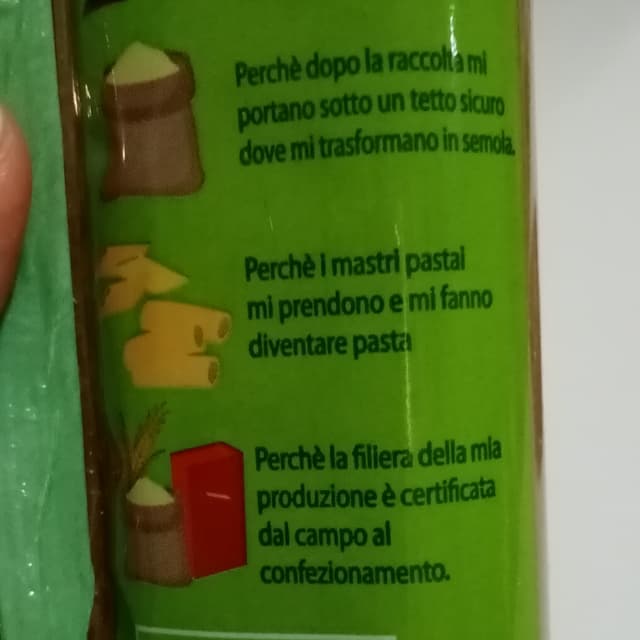 Perchè dopo la raccolta mi
portano sotto un tetto sicuro
dove mi trasformano in semola.
Perchè i mastri pastai
mi prendono e mi fanno
diventare pasta
Perchè la filiera della mia
produzione è certificata
dal campo al
confezionamento.